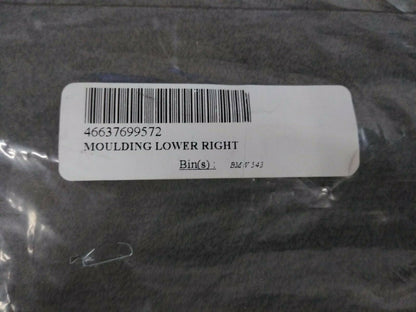 46637699572
MOULDING LOWER RIGHT
Bin(s) :